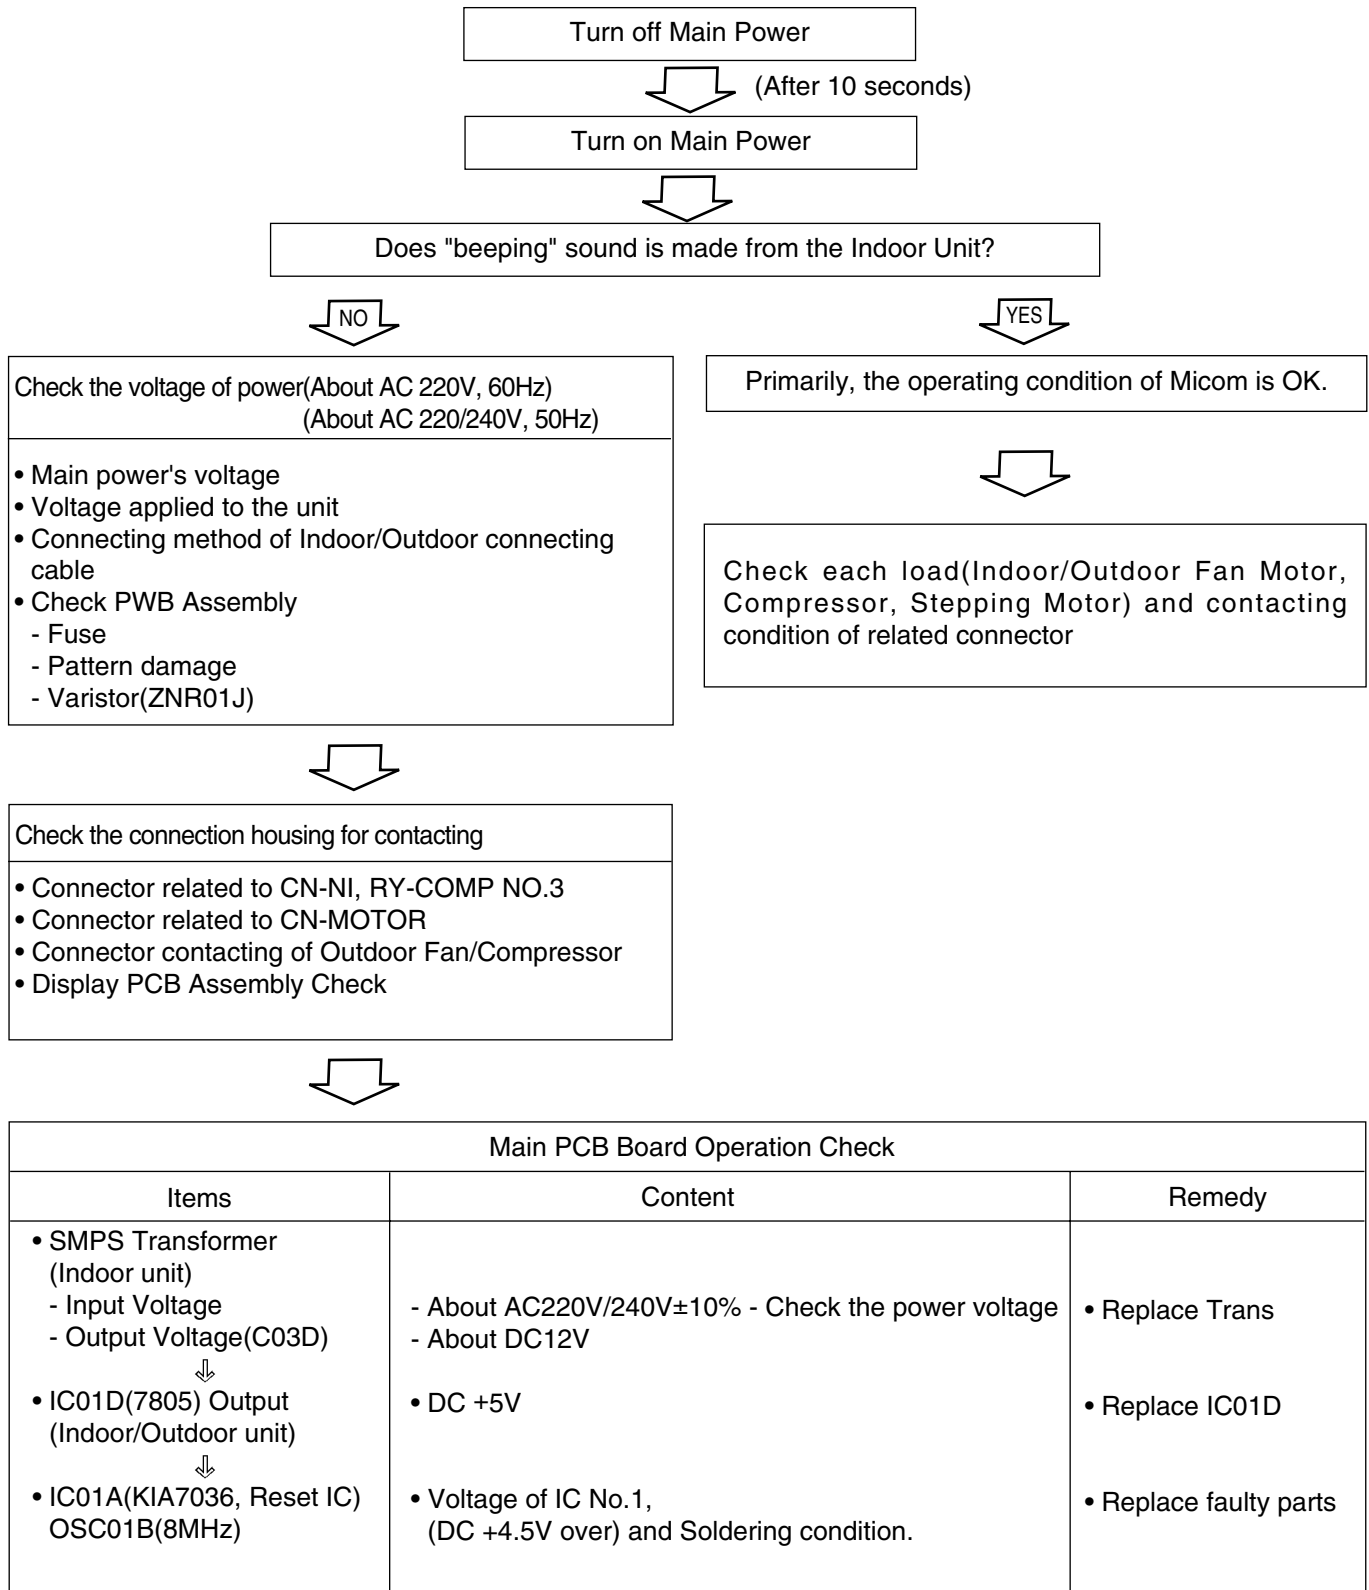 Turn off Main Power
(After 10 seconds)
Turn on Main Power
Does "beeping" sound is made from the Indoor Unit?
NO
YES
Check the voltage of power(About AC 220V, 60Hz)
(About AC 220/240V, 50Hz)
• Main power's voltage
• Voltage applied to the unit
• Connecting method of Indoor/Outdoor connecting
cable
• Check PWB Assembly
- Fuse
- Pattern damage
- Varistor(ZNR01J)
Primarily, the operating condition of Micom is OK.
Check each load(Indoor/Outdoor Fan Motor,
Compressor, Stepping Motor) and contacting
condition of related connector
Check the connection housing for contacting
• Connector related to CN-NI, RY-COMP NO.3
• Connector related to CN-MOTOR
• Connector contacting of Outdoor Fan/Compressor
• Display PCB Assembly Check
Main PCB Board Operation Check
Items
Content
Remedy
• SMPS Transformer
(Indoor unit)
- Input Voltage
- Output Voltage(C03D)
- About AC220V/240V±10% - Check the power voltage
- About DC12V
• Replace Trans
• IC01D(7805) Output
(Indoor/Outdoor unit)
• DC +5V
• Replace IC01D
• IC01A(KIA7036, Reset IC)
OSC01B(8MHz)
• Voltage of IC No.1,
(DC +4.5V over) and Soldering condition.
• Replace faulty parts